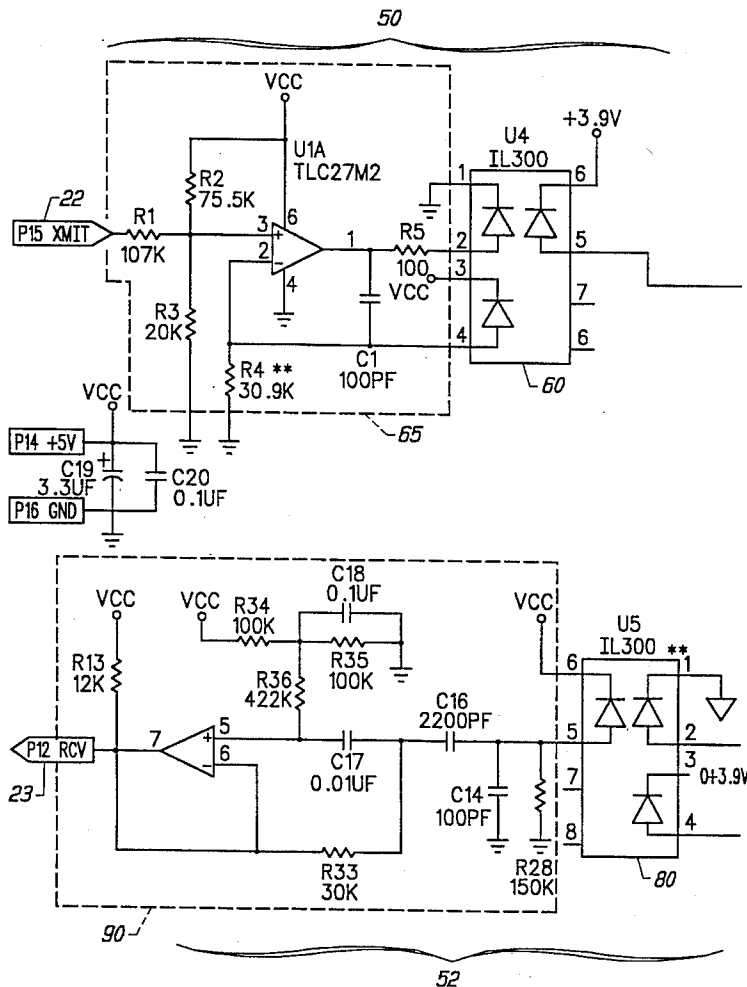 50
VCC
U1A
TLC27M2
+3.9V
U4
IL300
22
P15 XMIT
R1
107K
R2
75.5K
3
+
6
2
-
4
1
R5
100
VCC
1
2
3
4
6
5
7
6
R3
20K
R4 **
30.9K
C1
100PF
60
65
VCC
P14 +5V
+
C19
3.3UF
C20
0.1UF
P16 GND
VCC
VCC
R34
100K
C18
0.1UF
R35
100K
VCC
U5
IL300 **
R13
12K
R36
422K
C16
2200PF
6
5
7
8
1
2
3
0+3.9V
4
P12 RCV
23
7
5
+
6
-
C17
0.01UF
C14
100PF
R28
150K
R33
30K
80
90
52